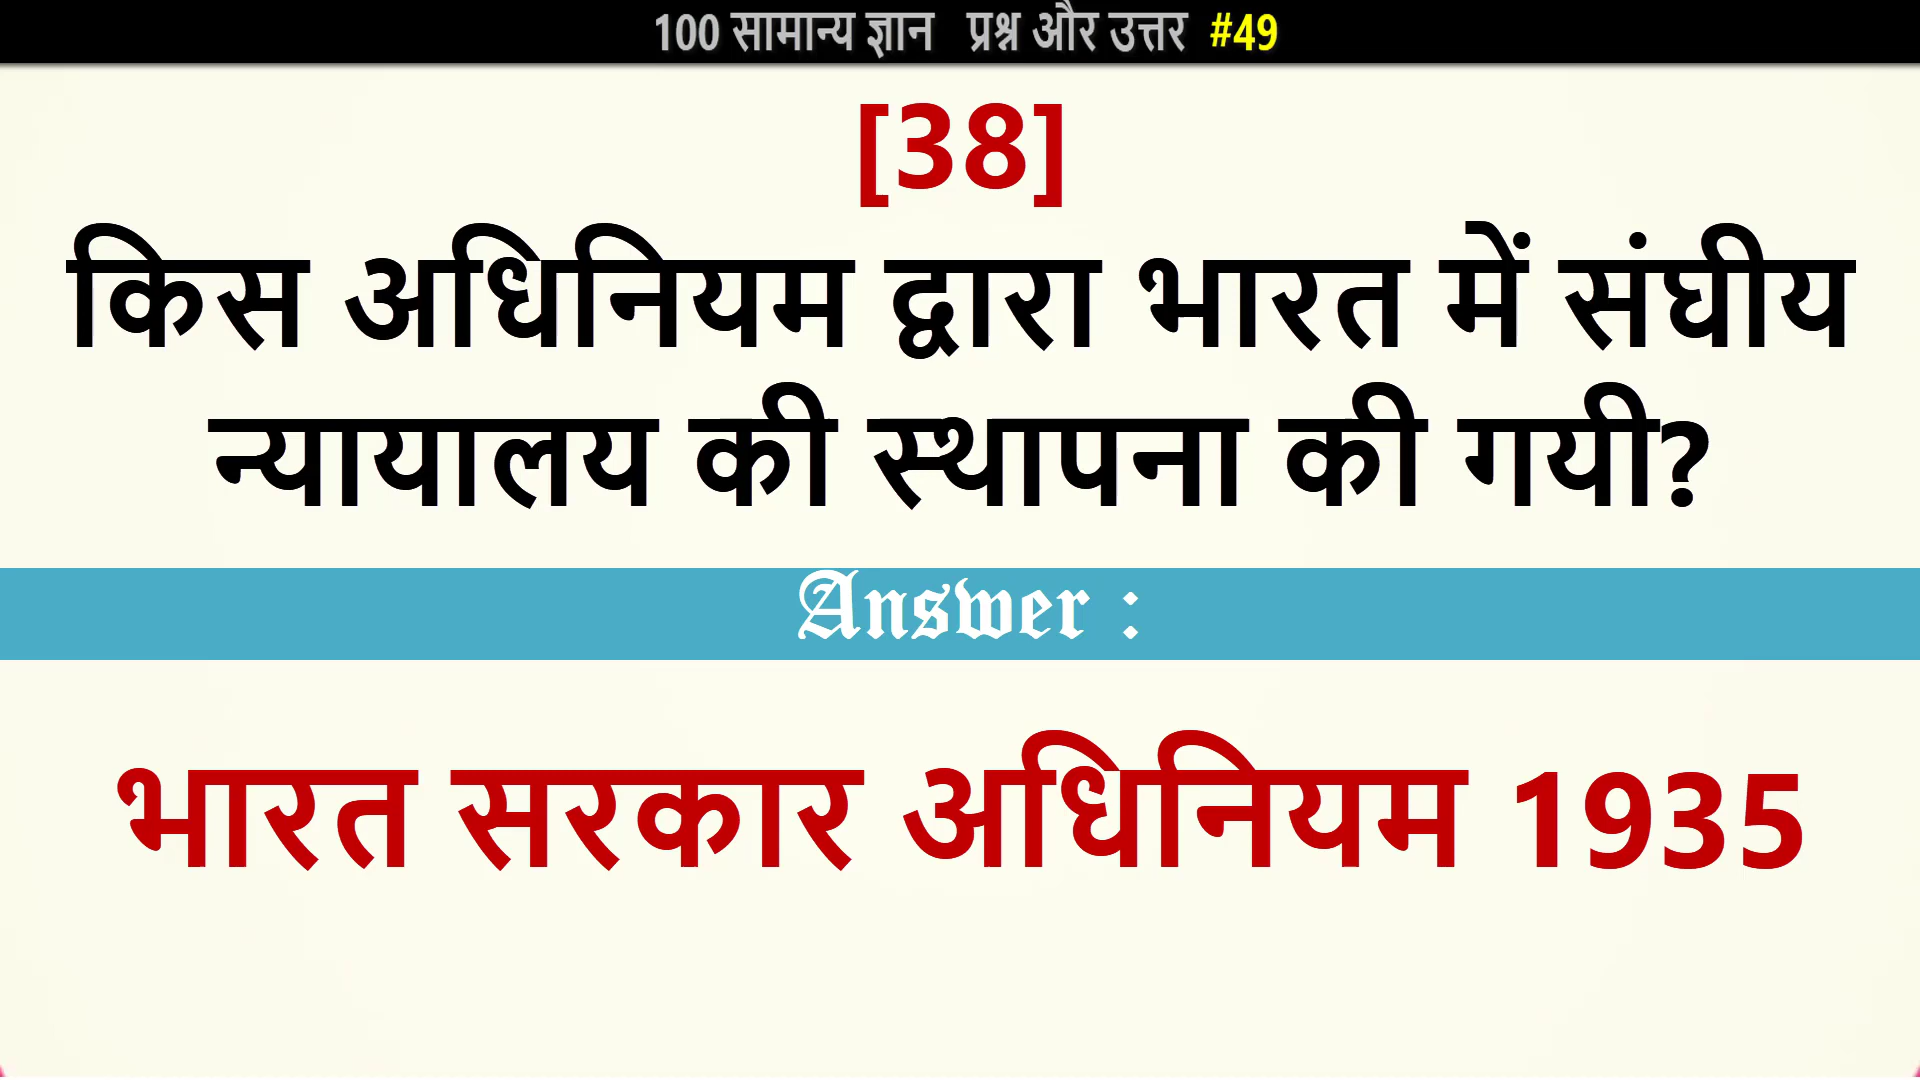 100 सामान्य ज्ञान प्रश्न और उत्तर #49
[38]
किस अधिनियम द्वारा भारत में संघीय
न्यायालय की स्थापना की गयी?
Answer :
भारत सरकार अधिनियम 1935